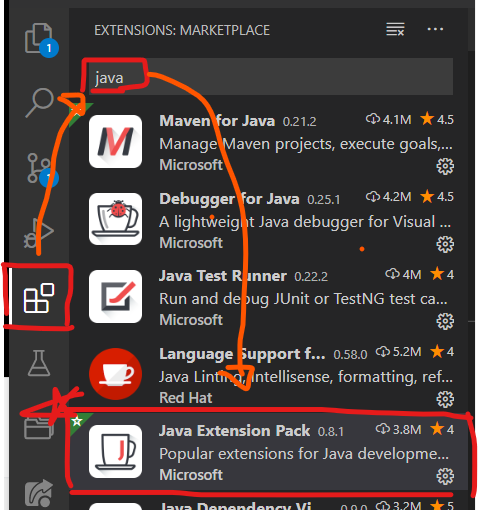 EXTENSIONS: MARKETPLACE
1
java
Maven for Java 0.21.2 4.1M 4.5
Manage Maven projects, execute goals,...
Microsoft
1
Debugger for Java 0.25.1 4.2M 4.5
A lightweight Java debugger for Visual ...
Microsoft
Java Test Runner 0.22.2 4M 4
Run and debug JUnit or TestNG test ca...
Microsoft
Language Support f... 0.58.0 5.2M 4
Java Linting, Intellisense, formatting, ref...
Red Hat
Java Extension Pack 0.8.1 3.8M 4
Popular extensions for Java developme...
Microsoft
Java Dependency Vi... 0.9.0 3.2M 5